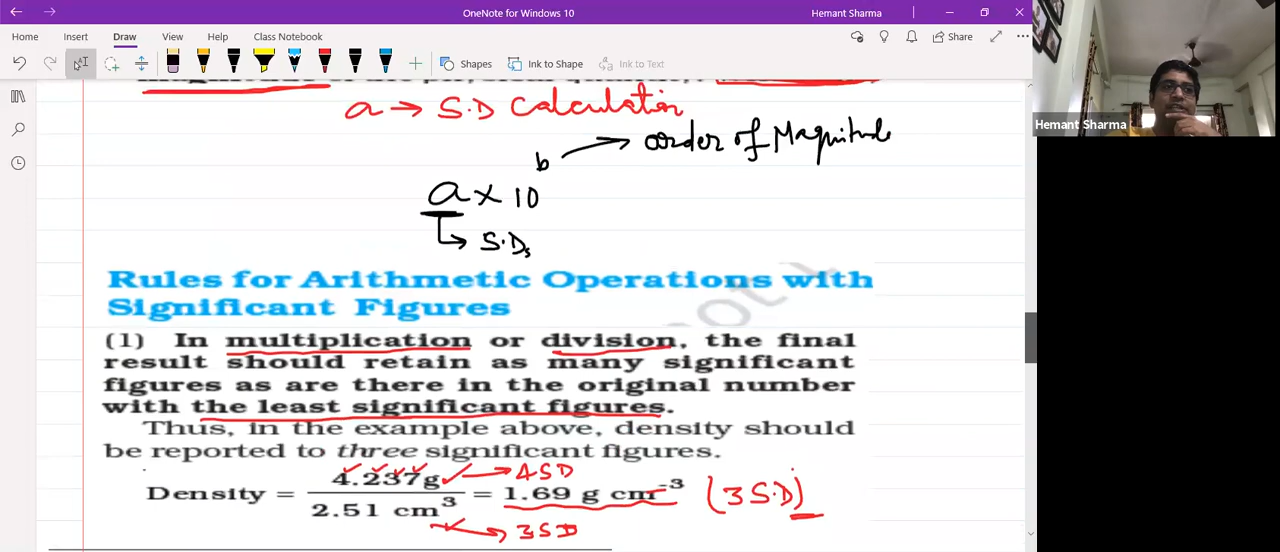 OneNote for Windows 10
Hemant Sharma
Home Insert Draw View Help Class Notebook
Share
Shapes Ink to Shape Ink to Text
a → S.D Calculation
b → order of Magnitude
a × 10
↳ S.Ds
Rules for Arithmetic Operations with
Significant Figures
(1) In multiplication or division, the final
result should retain as many significant
figures as are there in the original number
with the least significant figures.
Thus, in the example above, density should
be reported to three significant figures.
4.237g → 4SD
Density = = 1.69 g cm⁻³ (3 S.D)
2.51 cm³ → 3SD
Hemant Sharma